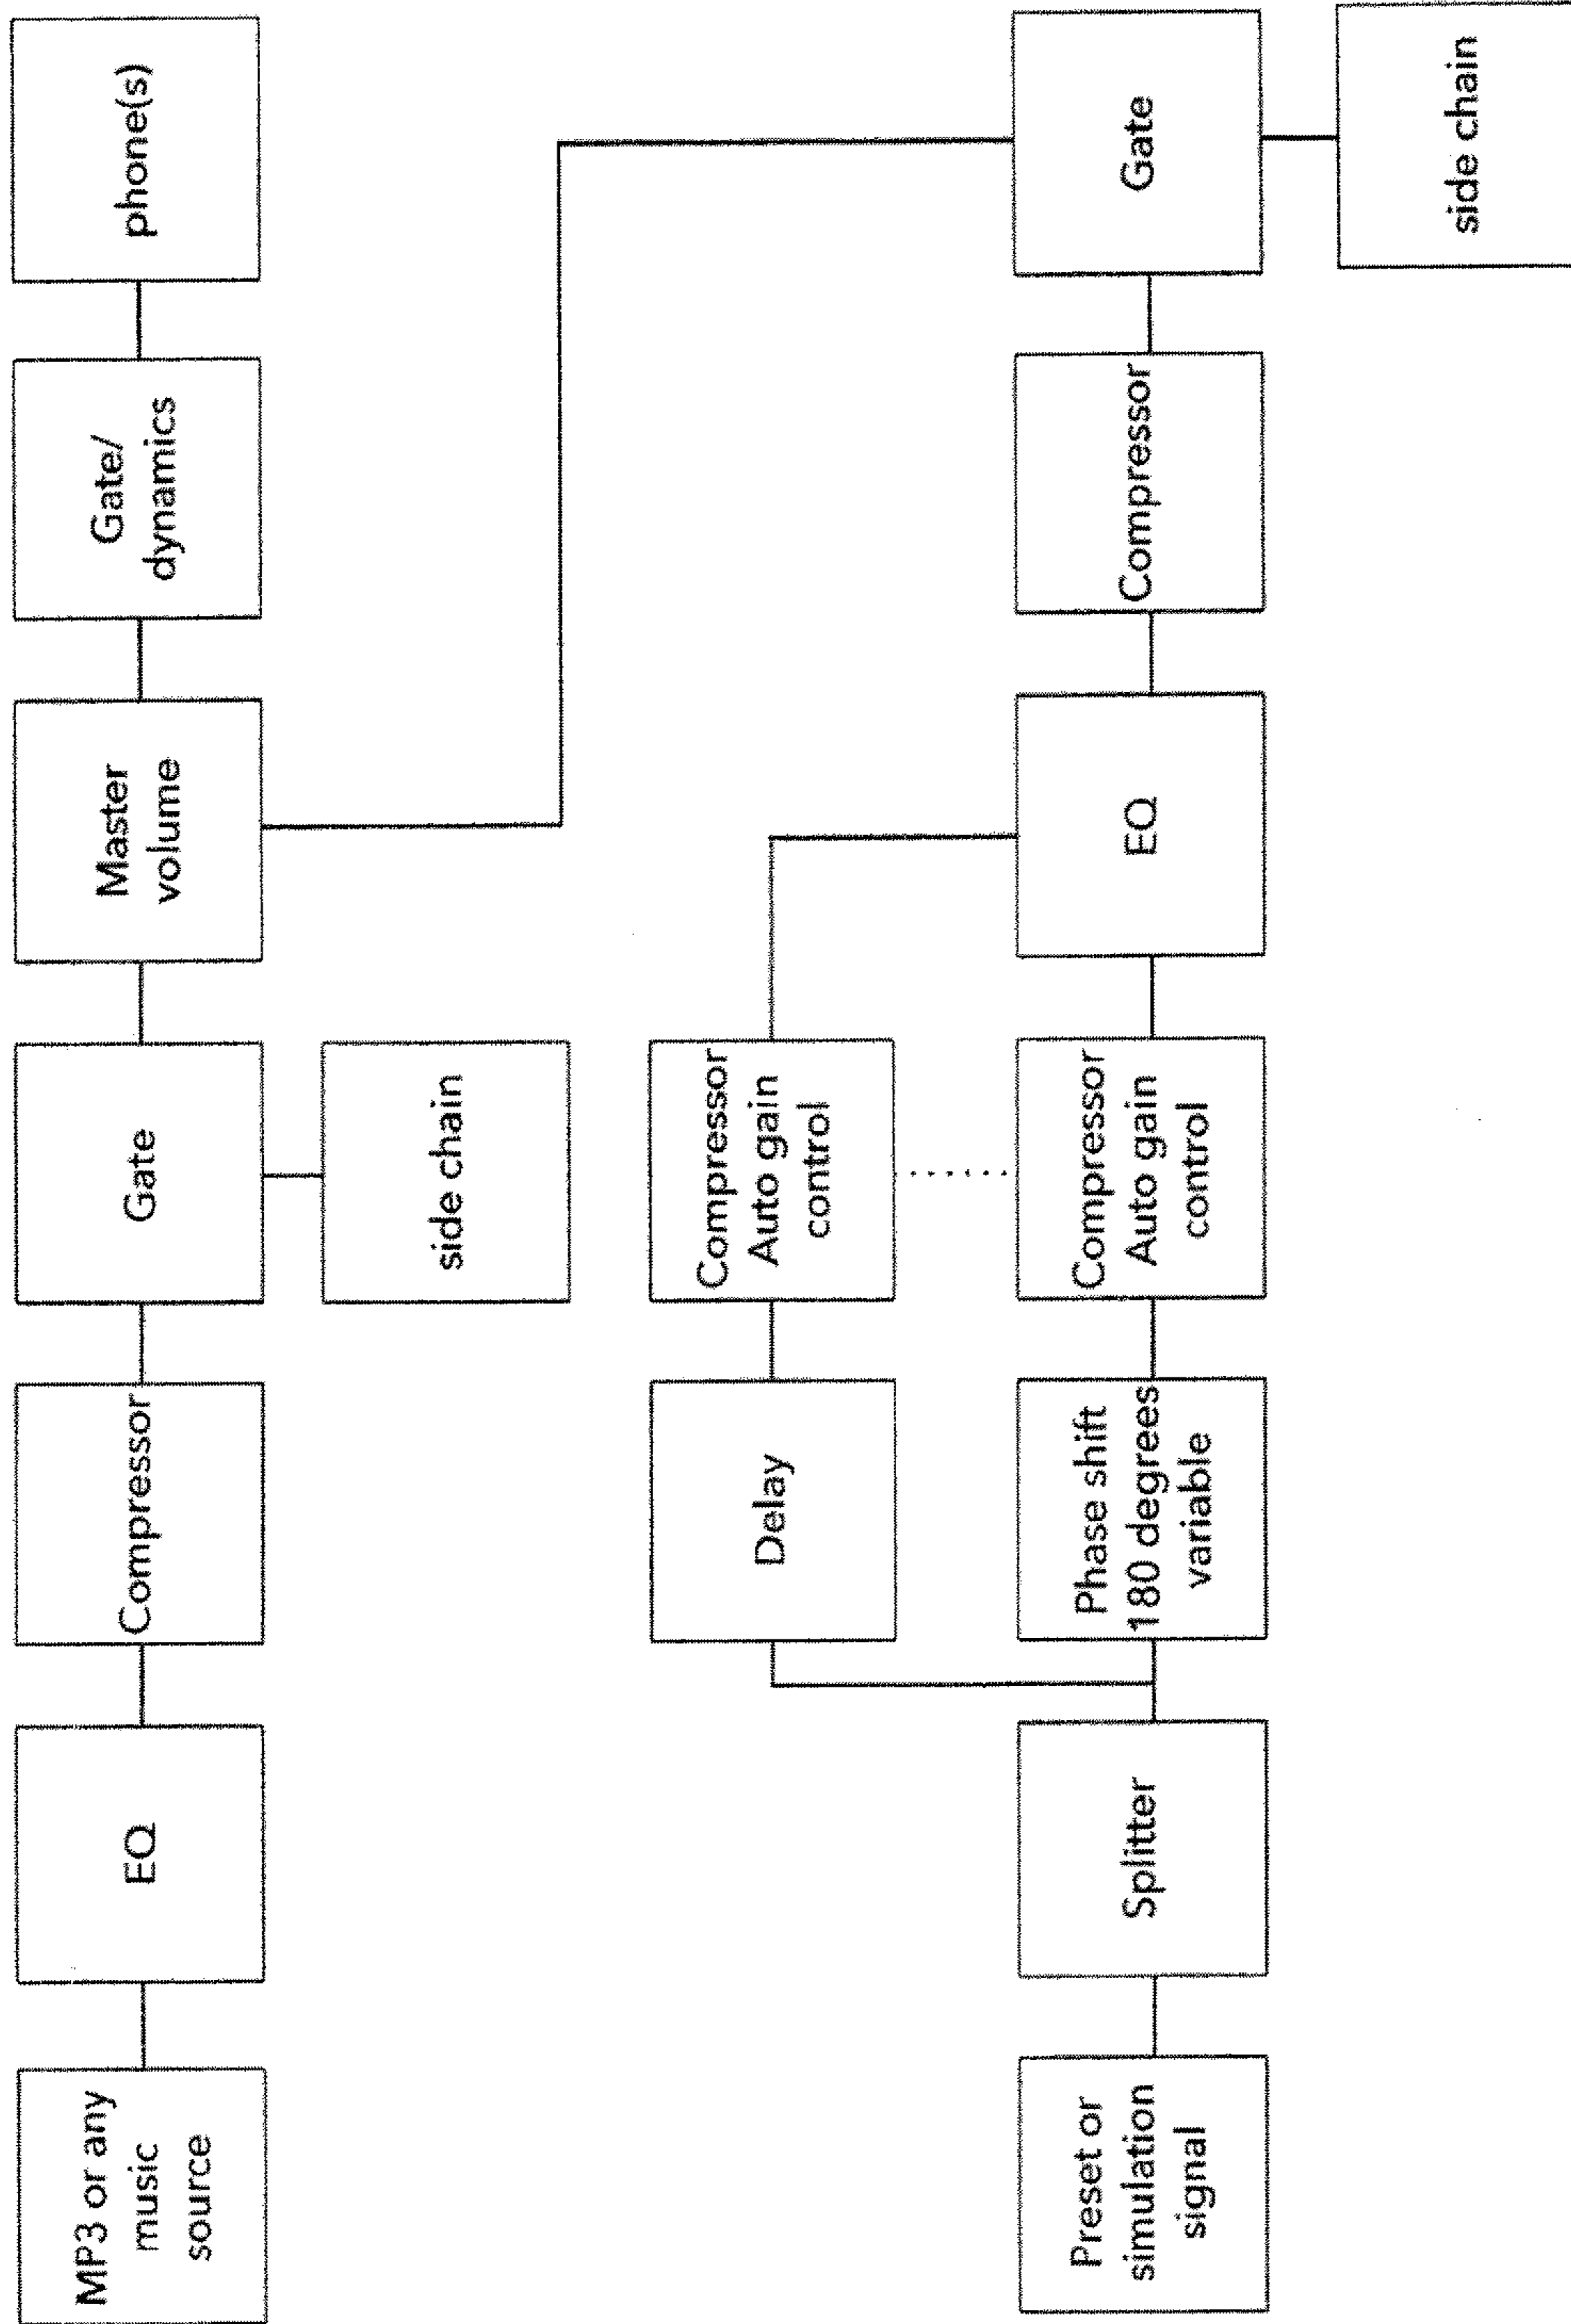 MP3 or any
music
source
EQ
Compressor
Gate
Master
volume
Gate/
dynamics
phone(s)
side chain
Delay
Compressor
Auto gain
control
Preset or
simulation
signal
Splitter
Phase shift
180 degrees
variable
Compressor
Auto gain
control
EQ
Compressor
Gate
side chain